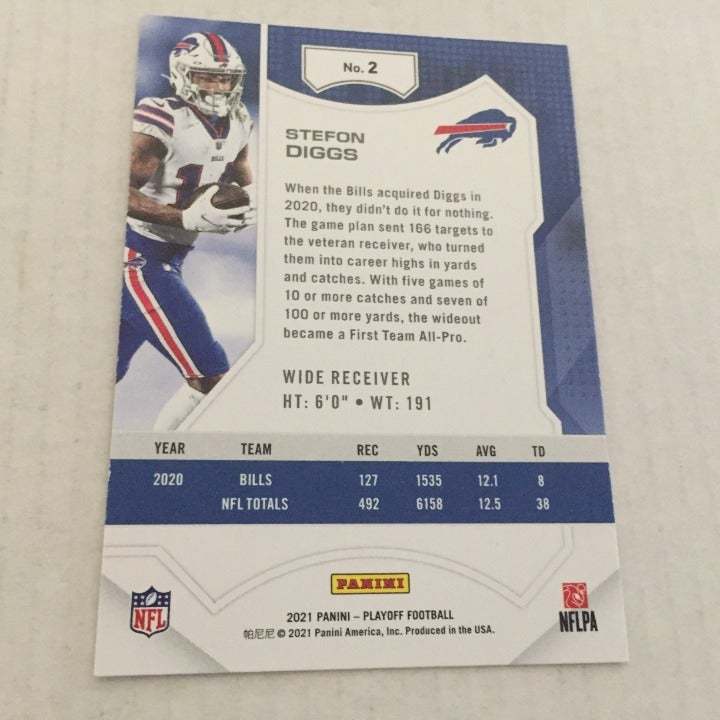 No. 2
STEFON
DIGGS
When the Bills acquired Diggs in
2020, they didn't do it for nothing.
The game plan sent 166 targets to
the veteran receiver, who turned
them into career highs in yards
and catches. With five games of
10 or more catches and seven of
100 or more yards, the wideout
became a First Team All-Pro.
WIDE RECEIVER
HT: 6'0" • WT: 191
YEAR TEAM REC YDS AVG TD
2020 BILLS 127 1535 12.1 8
NFL TOTALS 492 6158 12.5 38
PANINI
NFL
NFLPA
2021 PANINI – PLAYOFF FOOTBALL
帕尼尼 © 2021 Panini America, Inc. Produced in the USA.